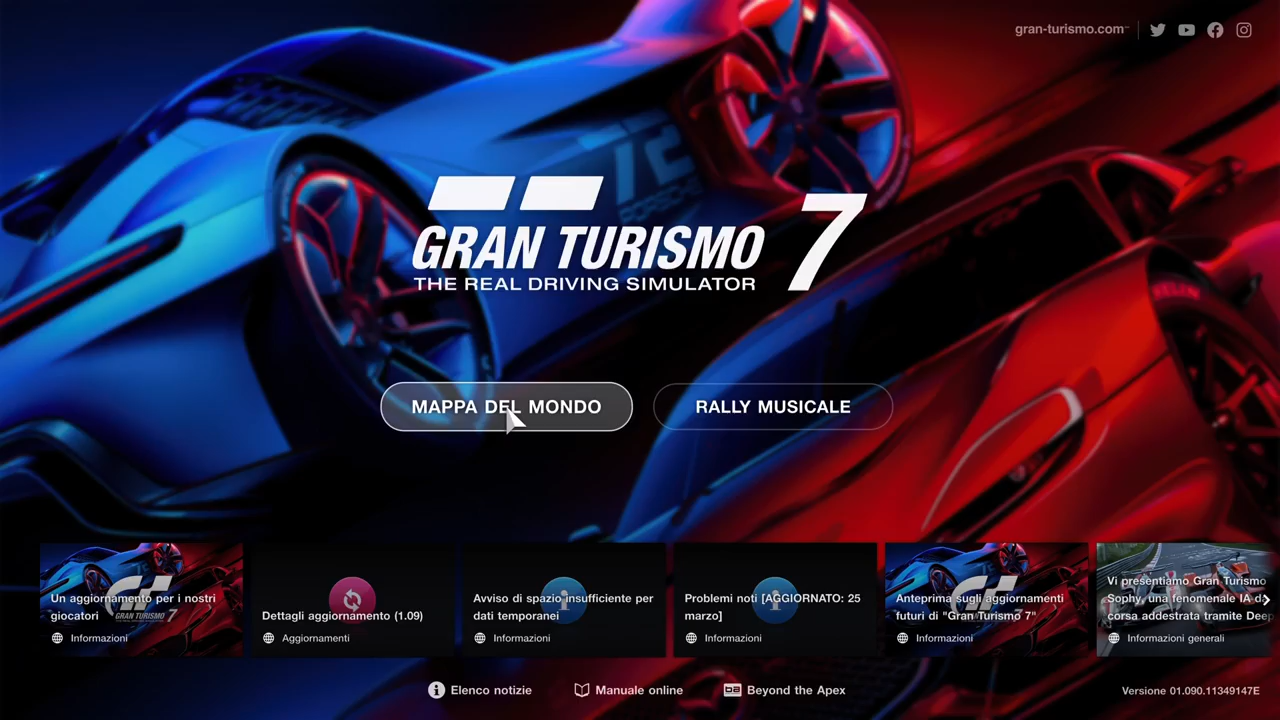 gran-turismo.com
72
PORSCHE
GRAN TURISMO 7
THE REAL DRIVING SIMULATOR
MAPPA DEL MONDO
RALLY MUSICALE
Un aggiornamento per i nostri
giocatori
Informazioni
Dettagli aggiornamento (1.09)
Aggiornamenti
Avviso di spazio insufficiente per
dati temporanei
Informazioni
Problemi noti [AGGIORNATO: 25
marzo]
Informazioni
Anteprima sugli aggiornamenti
futuri di "Gran Turismo 7"
Informazioni
Vi presentiamo Gran Turismo
Sophy, una fenomenale IA da
corsa addestrata tramite Deep
Informazioni generali
Elenco notizie
Manuale online
Beyond the Apex
Versione 01.090.11349147E